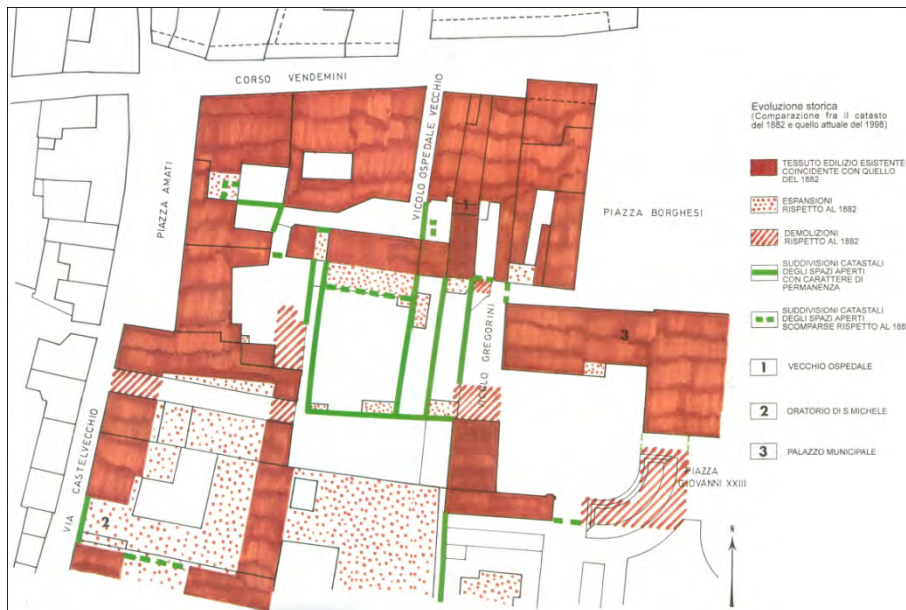 CORSO VENDEMINI
VICOLO OSPEDALE VECCHIO
PIAZZA AMATI
PIAZZA BORGHESI
1
3
VICOLO GREGORINI
VIA CASTELVECCHIO
2
PIAZZA
GIOVANNI XXIII
N
Evoluzione storica
(Comparazione fra il catasto
del 1882 e quello attuale del 1998)
TESSUTO EDILIZIO ESISTENTE
COINCIDENTE CON QUELLO
DEL 1882
ESPANSIONI
RISPETTO AL 1882
DEMOLIZIONI
RISPETTO AL 1882
SUDDIVISIONI CATASTALI
DEGLI SPAZI APERTI
CON CARATTERE DI
PERMANENZA
SUDDIVISIONI CATASTALI
DEGLI SPAZI APERTI
SCOMPARSE RISPETTO AL 188
1 VECCHIO OSPEDALE
2 ORATORIO DI S.MICHELE
3 PALAZZO MUNICIPALE